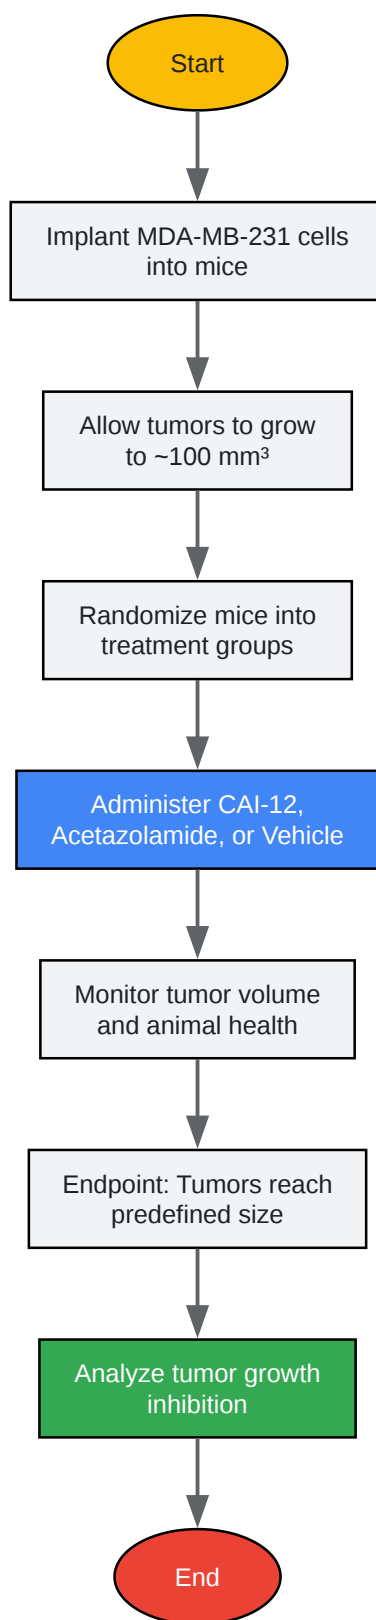 Start
Implant MDA-MB-231 cells
into mice
Allow tumors to grow
to ~100 mm³
Randomize mice into
treatment groups
Administer CAI-12,
Acetazolamide, or Vehicle
Monitor tumor volume
and animal health
Endpoint: Tumors reach
predefined size
Analyze tumor growth
inhibition
End